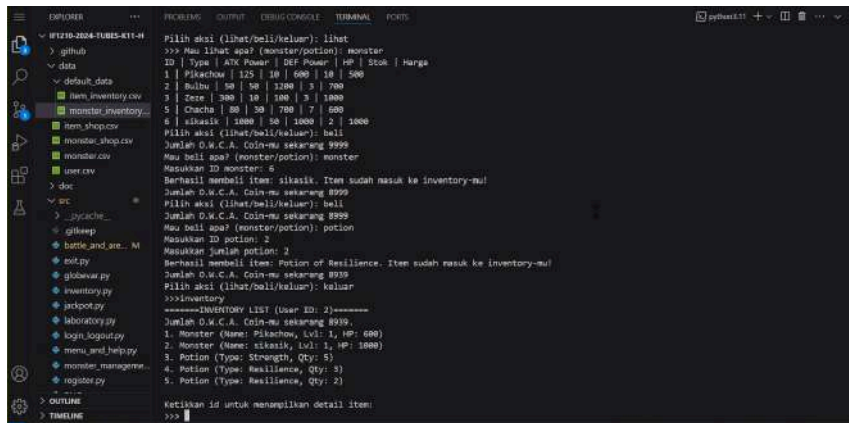 EXPLORER
PROBLEMS OUTPUT DEBUG CONSOLE TERMINAL PORTS
python3.11
IF1210-2024-TUBES-K11-H
.github
data
default_data
item_inventory.csv
monster_inventory...
item_shop.csv
monster_shop.csv
monster.csv
user.csv
doc
src
__pycache__
.gitkeep
battle_and_are... M
exit.py
globevar.py
inventory.py
jackpot.py
laboratory.py
login_logout.py
menu_and_help.py
monster_manageme...
register.py
OUTLINE
TIMELINE
Pilih aksi (lihat/beli/keluar): lihat
>>> Mau lihat apa? (monster/potion): monster
ID | Type | ATK Power | DEF Power | HP | Stok | Harga
1 | Pikachow | 125 | 10 | 600 | 10 | 500
2 | Bulbu | 50 | 50 | 1200 | 3 | 700
3 | Zeze | 300 | 10 | 100 | 3 | 1000
5 | Chacha | 80 | 30 | 700 | 7 | 600
6 | sikasik | 1000 | 50 | 1000 | 2 | 1000
Pilih aksi (lihat/beli/keluar): beli
Jumlah O.W.C.A. Coin-mu sekarang 9999
Mau beli apa? (monster/potion): monster
Masukkan ID monster: 6
Berhasil membeli item: sikasik. Item sudah masuk ke inventory-mu!
Jumlah O.W.C.A. Coin-mu sekarang 8999
Pilih aksi (lihat/beli/keluar): beli
Jumlah O.W.C.A. Coin-mu sekarang 8999
Mau beli apa? (monster/potion): potion
Masukkan ID potion: 2
Masukkan jumlah potion: 2
Berhasil membeli item: Potion of Resilience. Item sudah masuk ke inventory-mu!
Jumlah O.W.C.A. Coin-mu sekarang 8939
Pilih aksi (lihat/beli/keluar): keluar
>>>inventory
=======INVENTORY LIST (User ID: 2)=======
Jumlah O.W.C.A. Coin-mu sekarang 8939.
1. Monster (Name: Pikachow, Lvl: 1, HP: 600)
2. Monster (Name: sikasik, Lvl: 1, HP: 1000)
3. Potion (Type: Strength, Qty: 5)
4. Potion (Type: Resilience, Qty: 3)
5. Potion (Type: Resilience, Qty: 2)
Ketikkan id untuk menampilkan detail item:
>>>